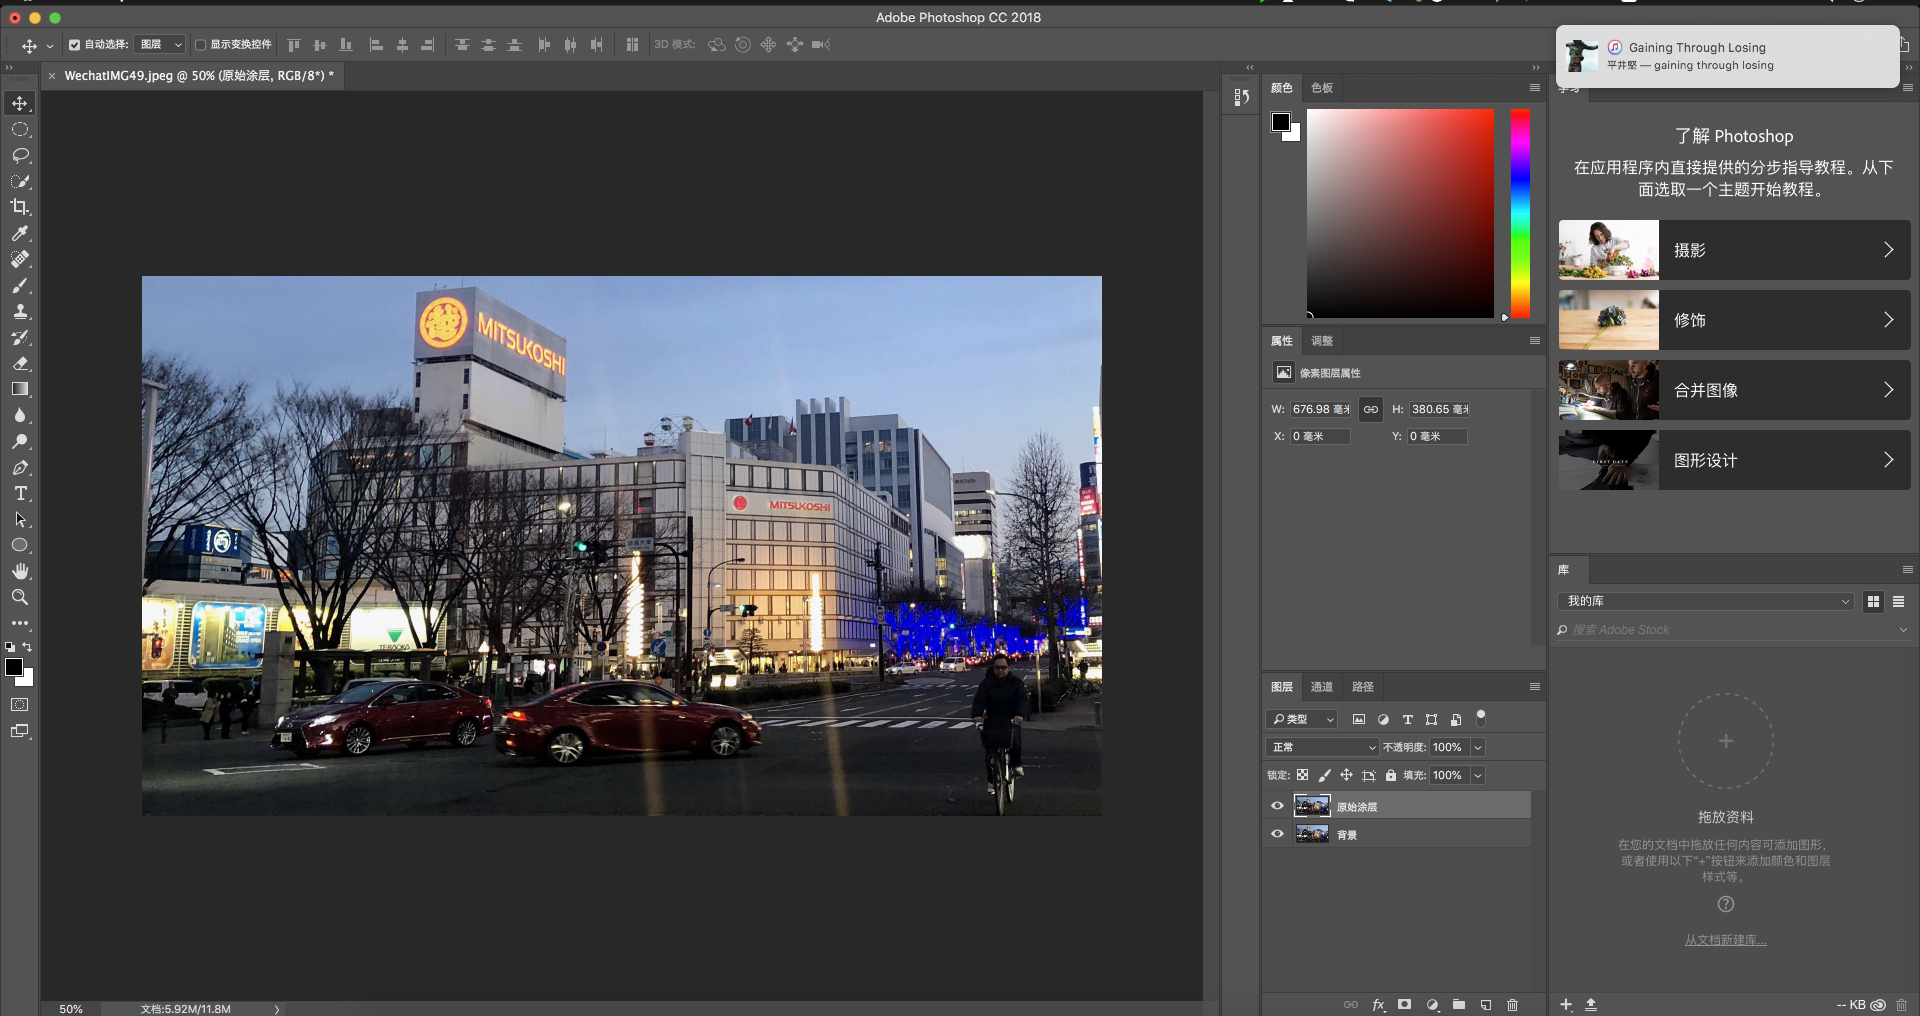 Adobe Photoshop CC 2018
自动选择:
图层
显示变换控件
3D 模式:
Gaining Through Losing
平井堅 — gaining through losing
WechatIMG49.jpeg @ 50% (原始涂层, RGB/8*) *
颜色
色板
学习
了解 Photoshop
在应用程序内直接提供的分步指导教程。从下
面选取一个主题开始教程。
摄影
修饰
合并图像
FIRST DATE
图形设计
属性
调整
像素图层属性
W: 676.98 毫米
H: 380.65 毫米
X: 0 毫米
Y: 0 毫米
越
MITSUKOSHI
MITSUKOSHI
TERAOKA
库
我的库
搜索 Adobe Stock
拖放资料
在您的文档中拖放任何内容可添加图形,
或者使用以下"+"按钮来添加颜色和图层
样式等。
从文档新建库...
图层
通道
路径
类型
正常
不透明度: 100%
锁定:
填充: 100%
原始涂层
背景
fx
50%
文档:5.92M/11.8M
-- KB